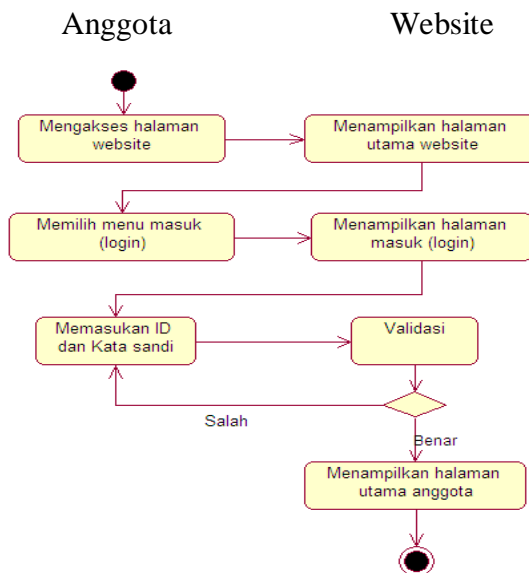 Anggota
Website
Mengakses halaman
website
Menampilkan halaman
utama website
Memilih menu masuk
(login)
Menampilkan halaman
masuk (login)
Memasukan ID
dan Kata sandi
Validasi
Salah
Benar
Menampilkan halaman
utama anggota